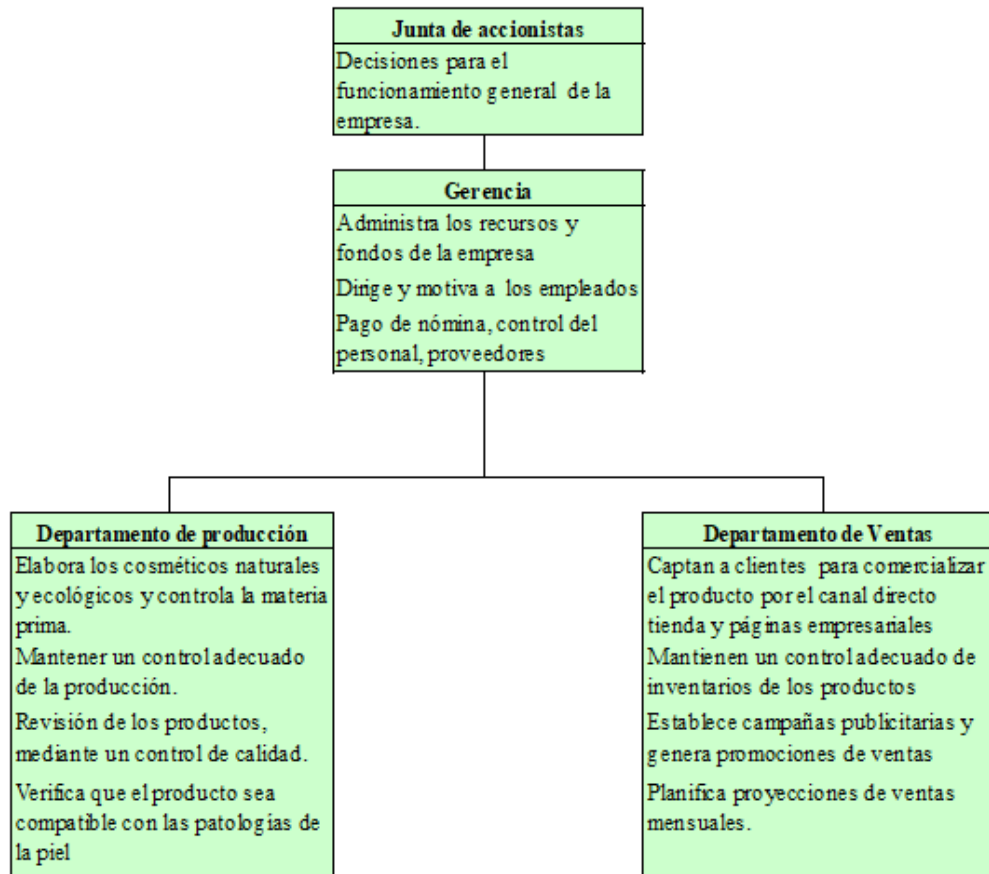 Junta de accionistas
Decisiones para el
funcionamiento general de la
empresa.
Gerencia
Administra los recursos y
fondos de la empresa
Dirige y motiva a los empleados
Pago de nómina, control del
personal, proveedores
Departamento de producción
Elabora los cosméticos naturales
y ecológicos y controla la materia
prima.
Mantener un control adecuado
de la producción.
Revisión de los productos,
mediante un control de calidad.
Verifica que el producto sea
compatible con las patologías de
la piel
Departamento de Ventas
Captan a clientes para comercializar
el producto por el canal directo
tienda y páginas empresariales
Mantienen un control adecuado de
inventarios de los productos
Establece campañas publicitarias y
genera promociones de ventas
Planifica proyecciones de ventas
mensuales.